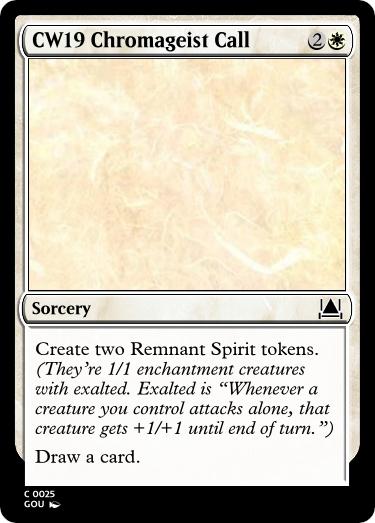 CW19 Chromageist Call 2
Sorcery
Create two Remnant Spirit tokens.
(They're 1/1 enchantment creatures
with exalted. Exalted is “Whenever a
creature you control attacks alone, that
creature gets +1/+1 until end of turn.”)
Draw a card.
C 0025
GOU